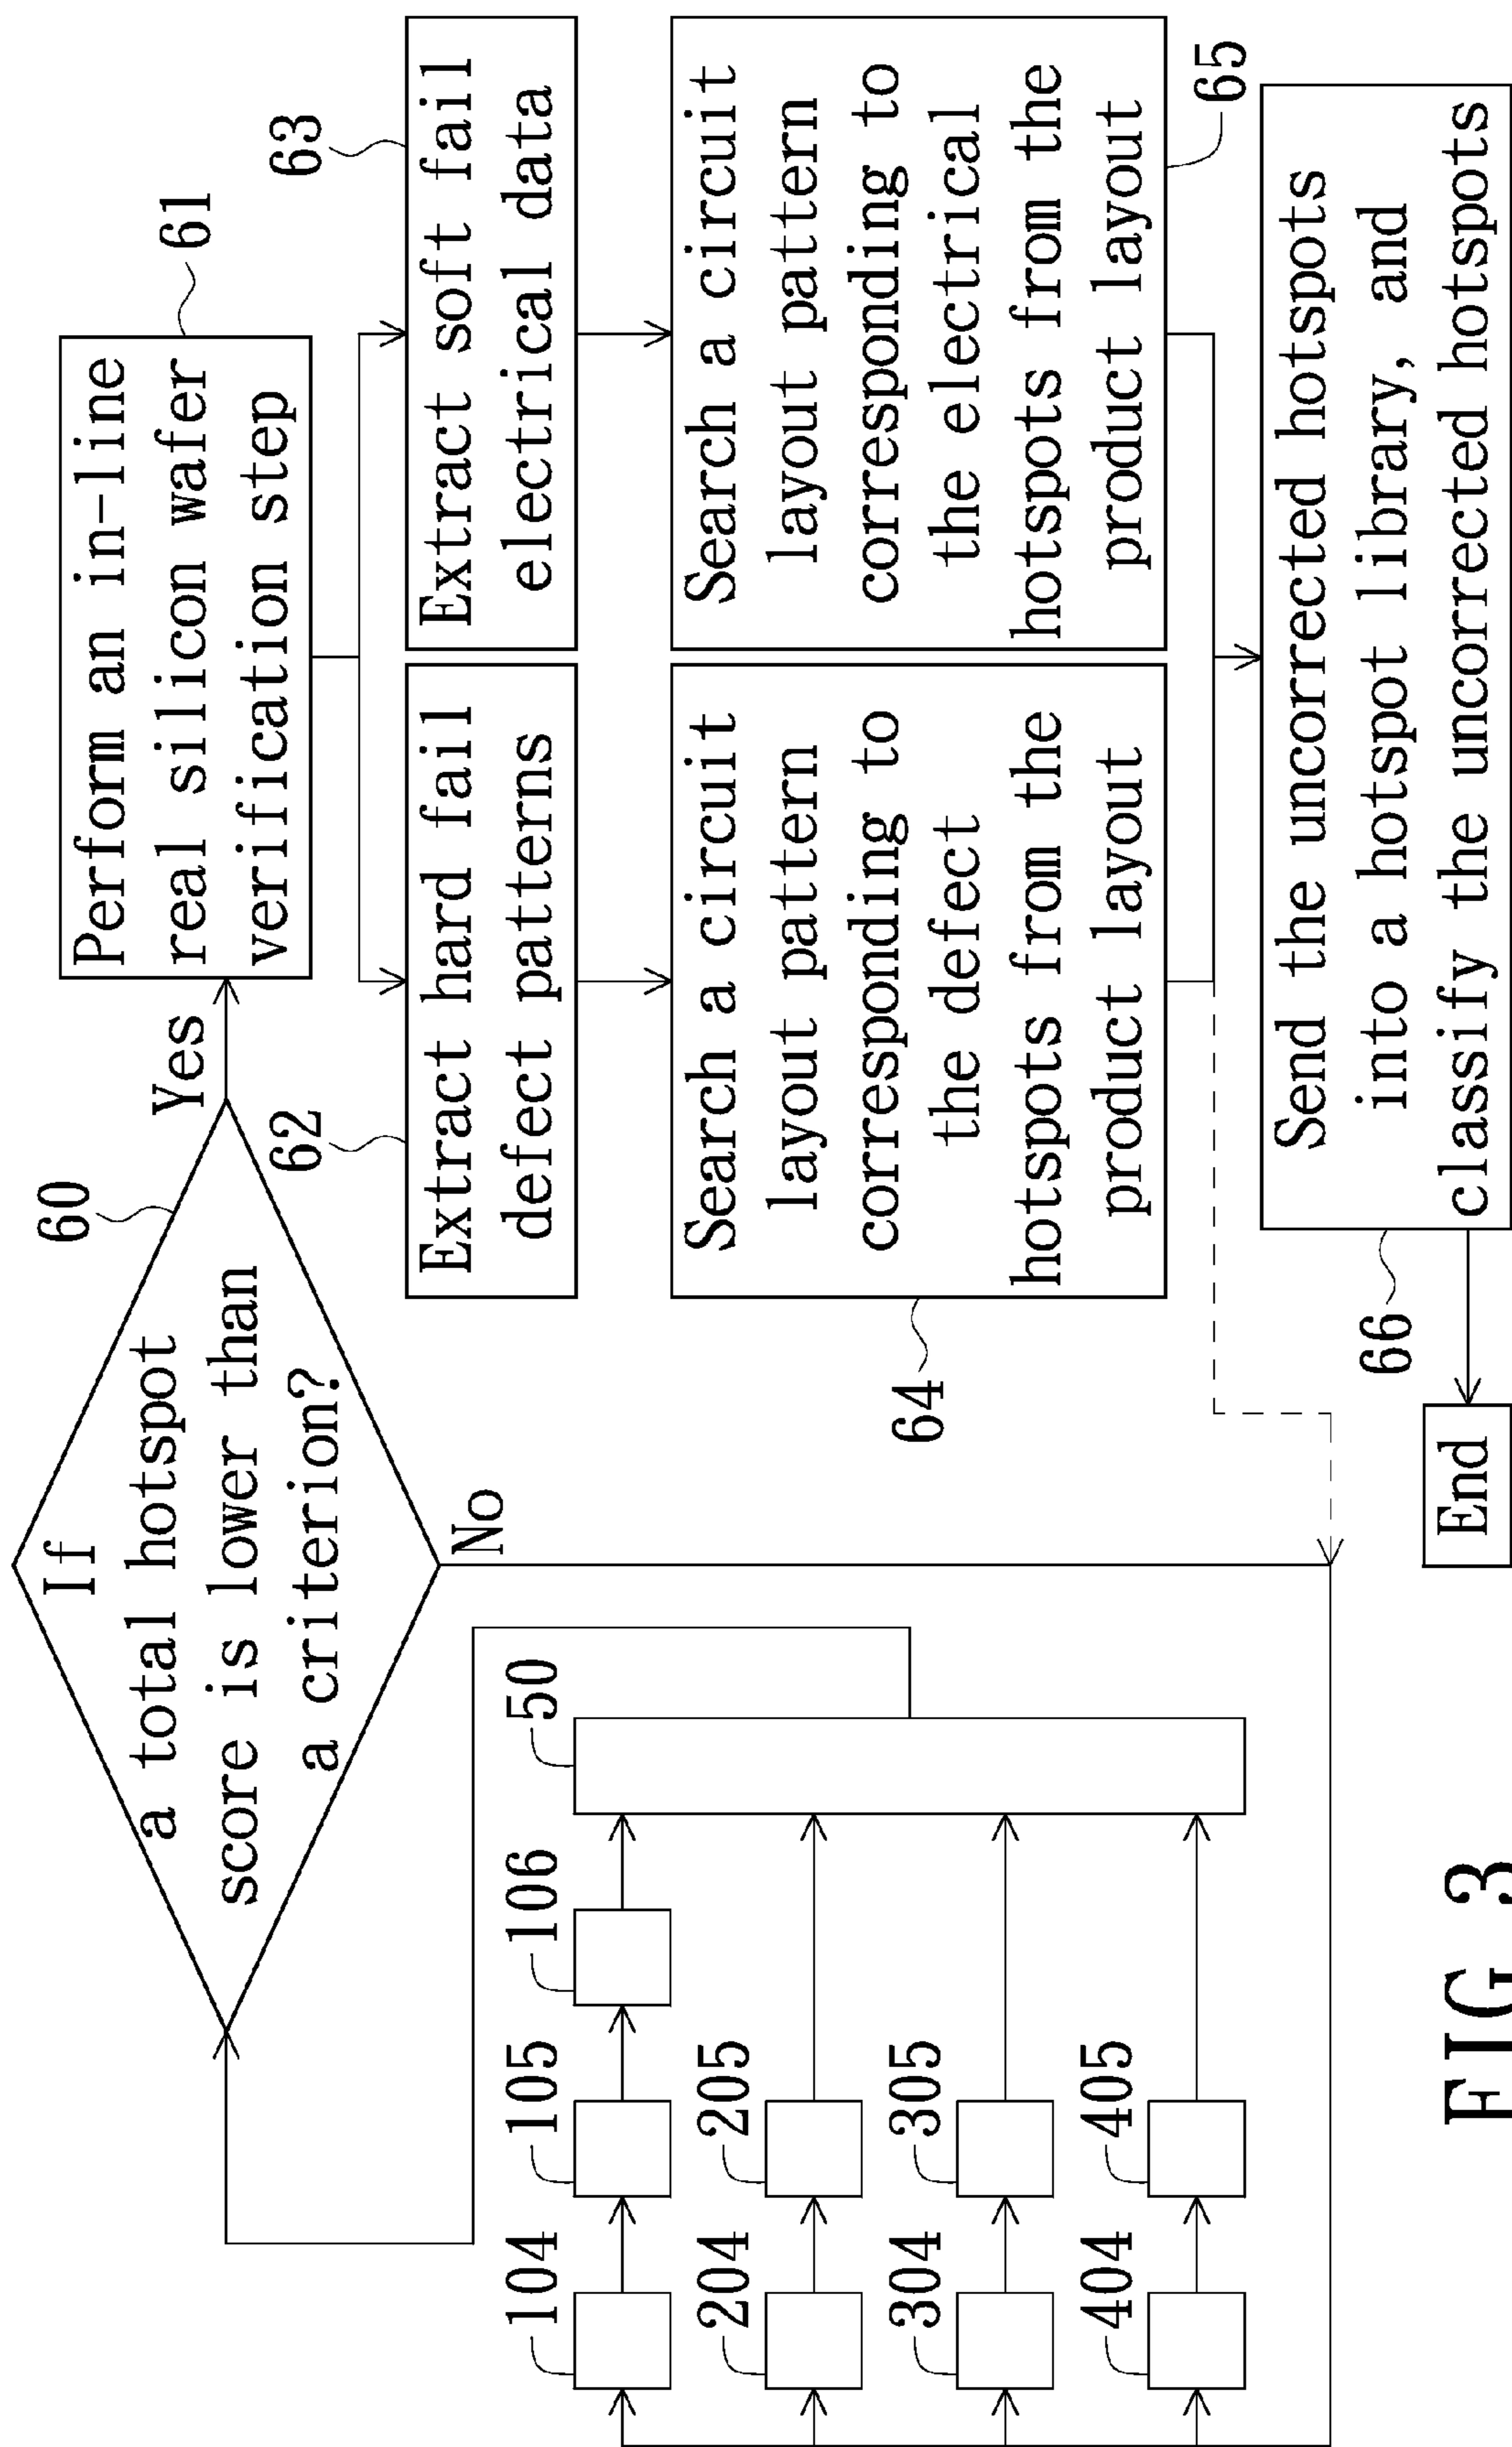 60
If
a total hotspot
score is lower than
a criterion?
Yes
No
61
Perform an in-line
real silicon wafer
verification step
62
Extract hard fail
defect patterns
63
Extract soft fail
electrical data
Search a circuit
layout pattern
corresponding to
the defect
hotspots from the
product layout
64
Search a circuit
layout pattern
corresponding to
the electrical
hotspots from the
product layout
65
Send the uncorrected hotspots
into a hotspot library, and
classify the uncorrected hotspots
66
End
104
105
106
50
204
205
304
305
404
405
FIG 3